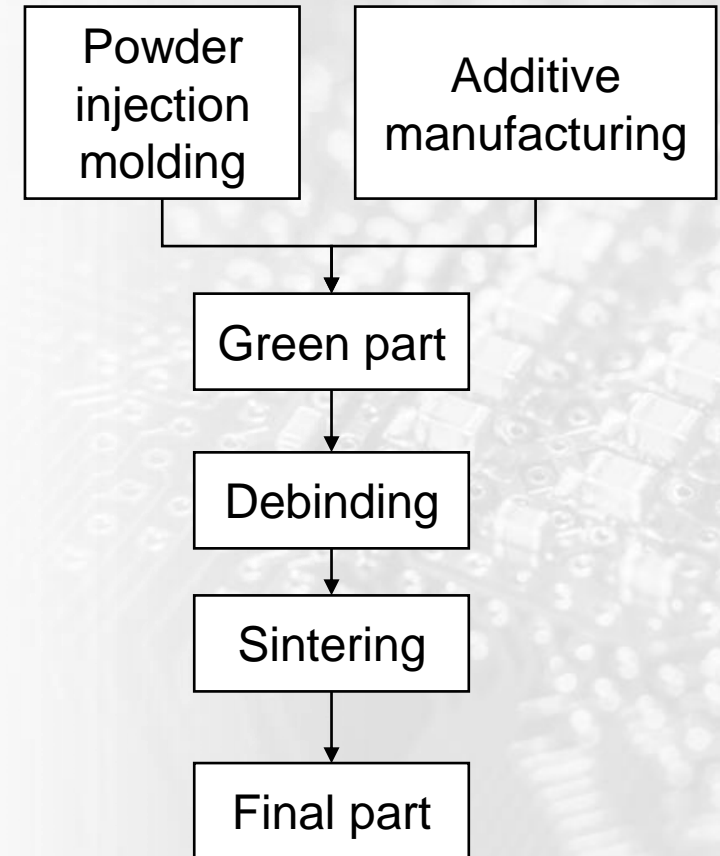 Powder
injection
molding
Additive
manufacturing
Green part
Debinding
Sintering
Final part